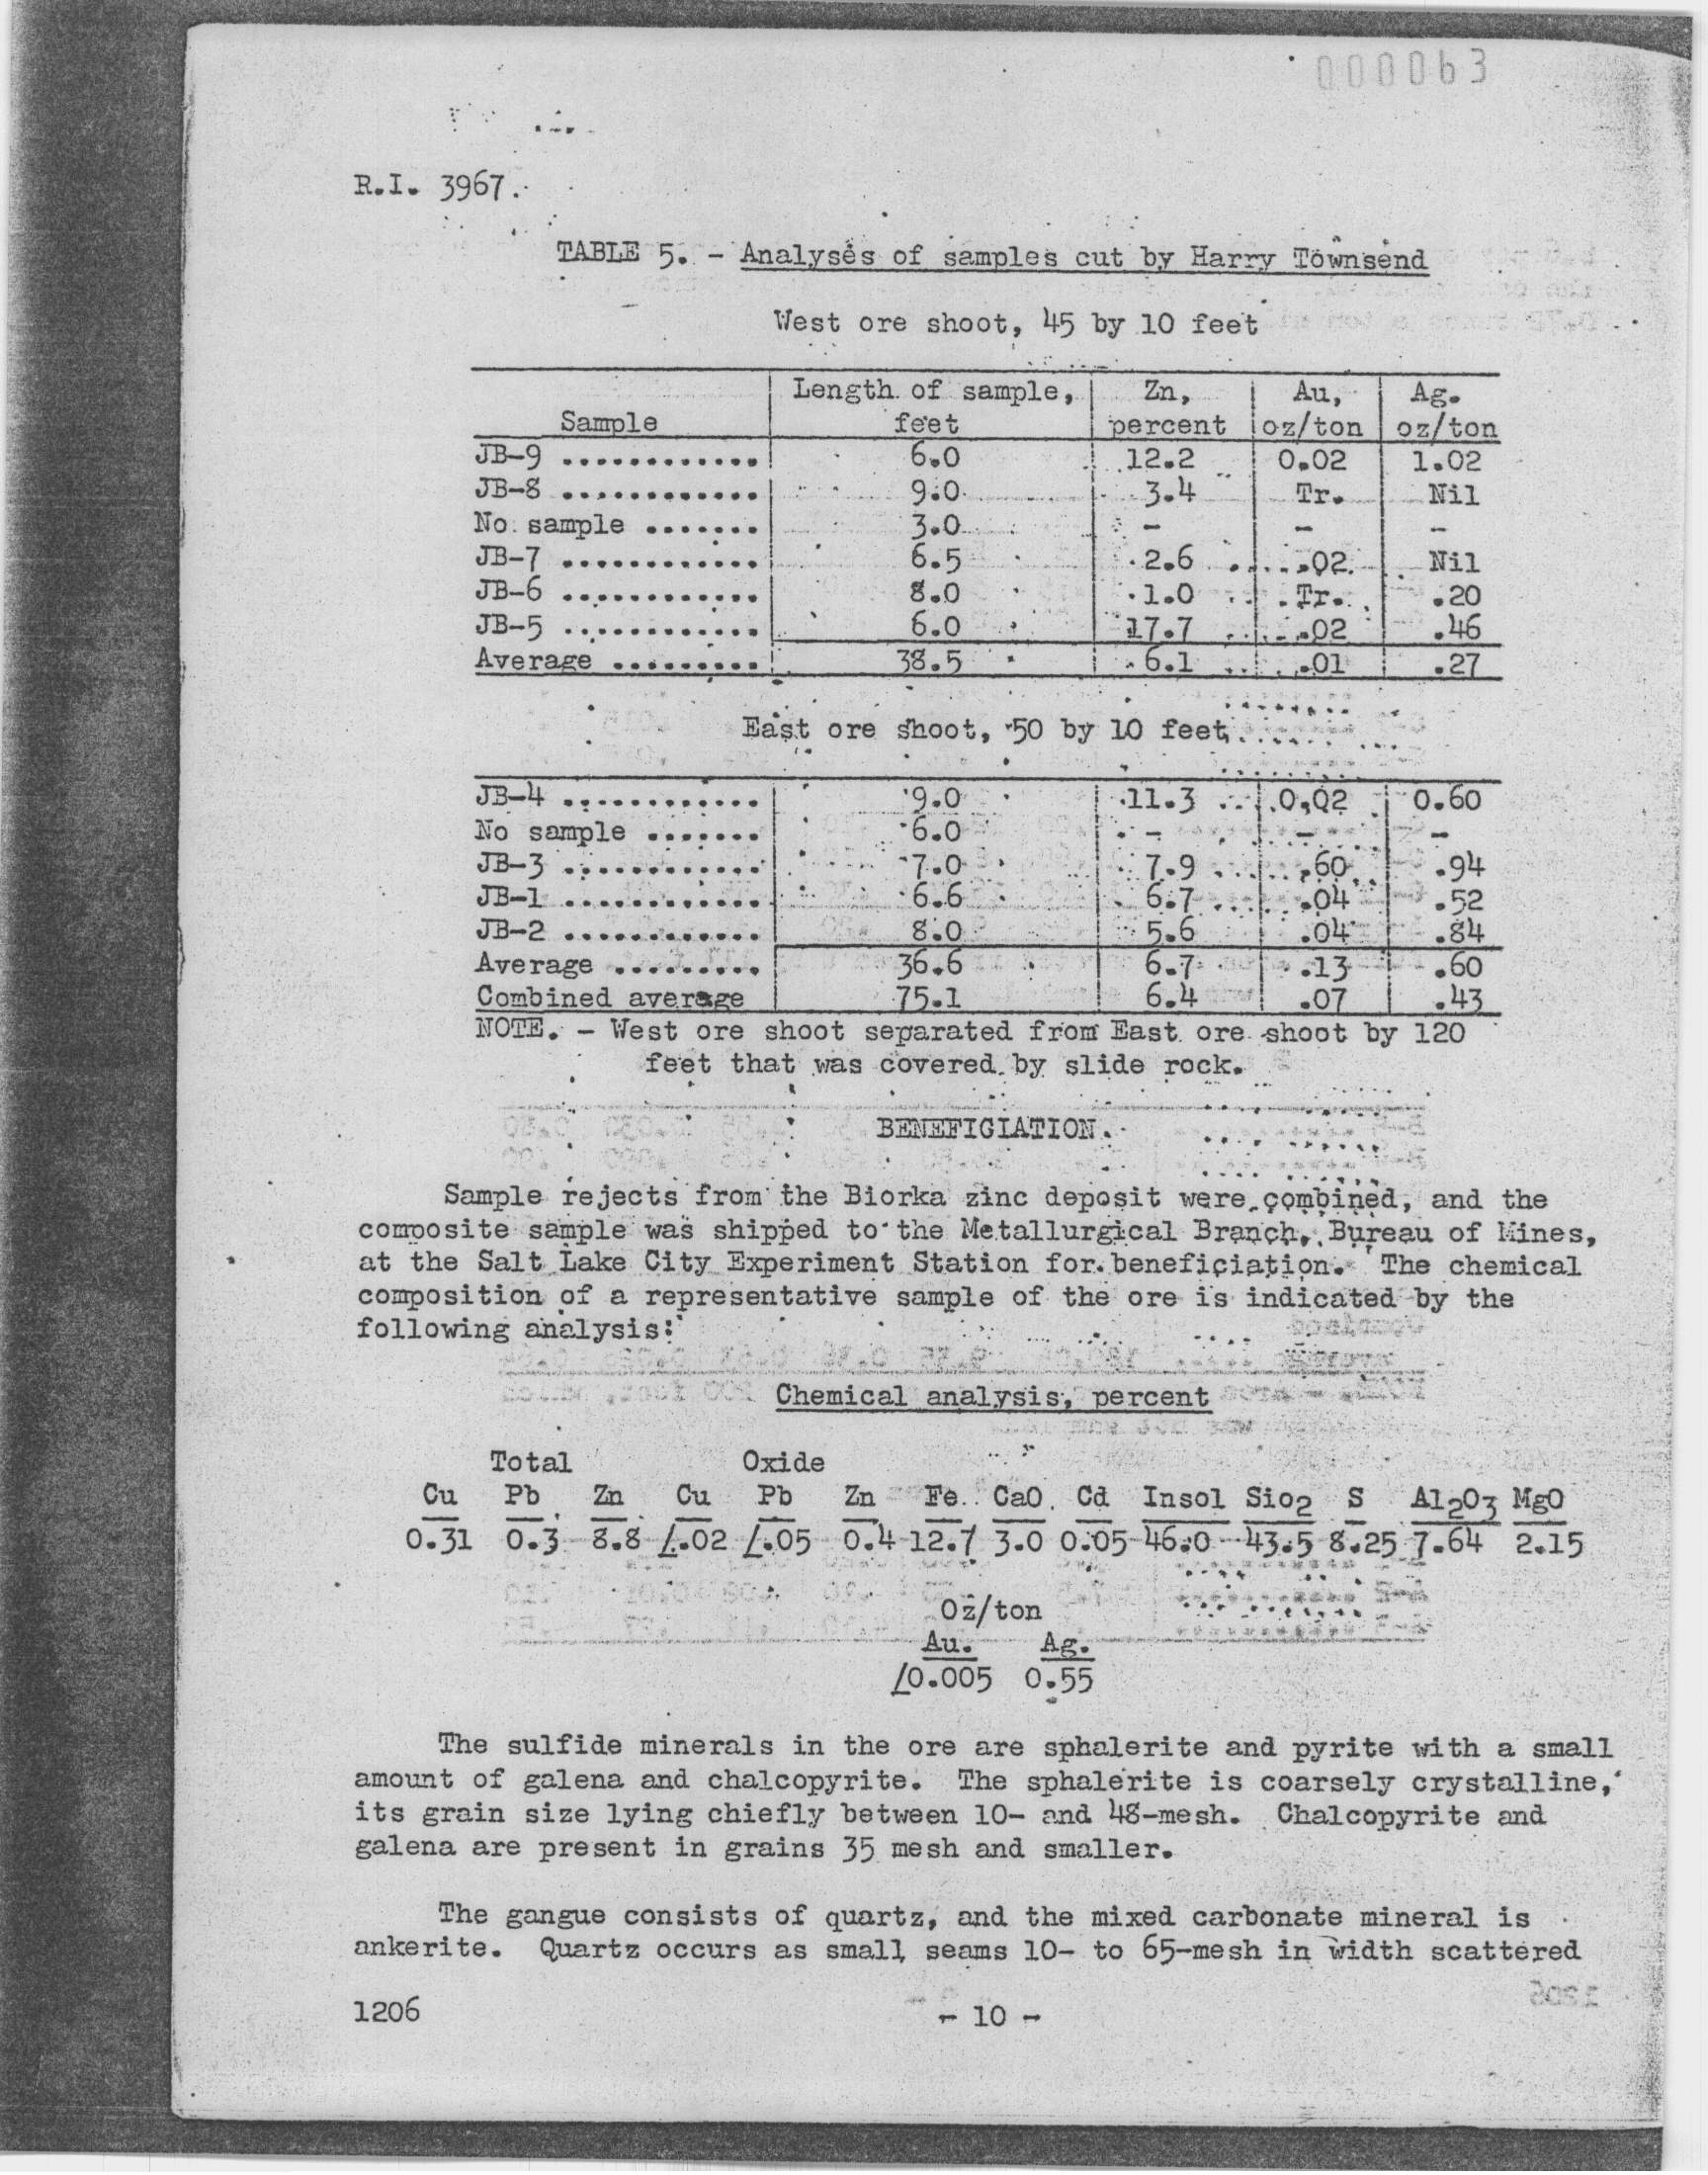 000063
R.I. 3967.
TABLE 5. - Analyses of samples cut by Harry Townsend
West ore shoot, 45 by 10 feet
Sample Length of sample, feet Zn, percent Au, oz/ton Ag. oz/ton
JB-9 ............ 6.0 12.2 0.02 1.02
JB-8 ............ 9.0 3.4 Tr. Nil
No sample ....... 3.0 - - -
JB-7 ............ 6.5 2.6 .02 Nil
JB-6 ............ 8.0 1.0 Tr. .20
JB-5 ............ 6.0 17.7 .02 .46
Average ......... 38.5 6.1 .01 .27
East ore shoot, 50 by 10 feet
JB-4 ............ 9.0 11.3 0.02 0.60
No sample ....... 6.0 - - -
JB-3 ............ 7.0 7.9 .60 .94
JB-1 ............ 6.6 6.7 .04 .52
JB-2 ............ 8.0 5.6 .04 .84
Average ......... 36.6 6.7 .13 .60
Combined average 75.1 6.4 .07 .43
NOTE. - West ore shoot separated from East ore shoot by 120
feet that was covered by slide rock.
BENEFICIATION.
Sample rejects from the Biorka zinc deposit were combined, and the
composite sample was shipped to the Metallurgical Branch, Bureau of Mines,
at the Salt Lake City Experiment Station for beneficiation. The chemical
composition of a representative sample of the ore is indicated by the
following analysis:
Chemical analysis, percent
Total Oxide
Cu Pb Zn Cu Pb Zn Fe CaO Cd Insol Sio2 S Al2O3 MgO
0.31 0.3 8.8 /.02 /.05 0.4 12.7 3.0 0.05 46.0 43.5 8.25 7.64 2.15
Oz/ton
Au. Ag.
/0.005 0.55
The sulfide minerals in the ore are sphalerite and pyrite with a small
amount of galena and chalcopyrite. The sphalerite is coarsely crystalline,
its grain size lying chiefly between 10- and 48-mesh. Chalcopyrite and
galena are present in grains 35 mesh and smaller.
The gangue consists of quartz, and the mixed carbonate mineral is
ankerite. Quartz occurs as small seams 10- to 65-mesh in width scattered
1206
- 10 -